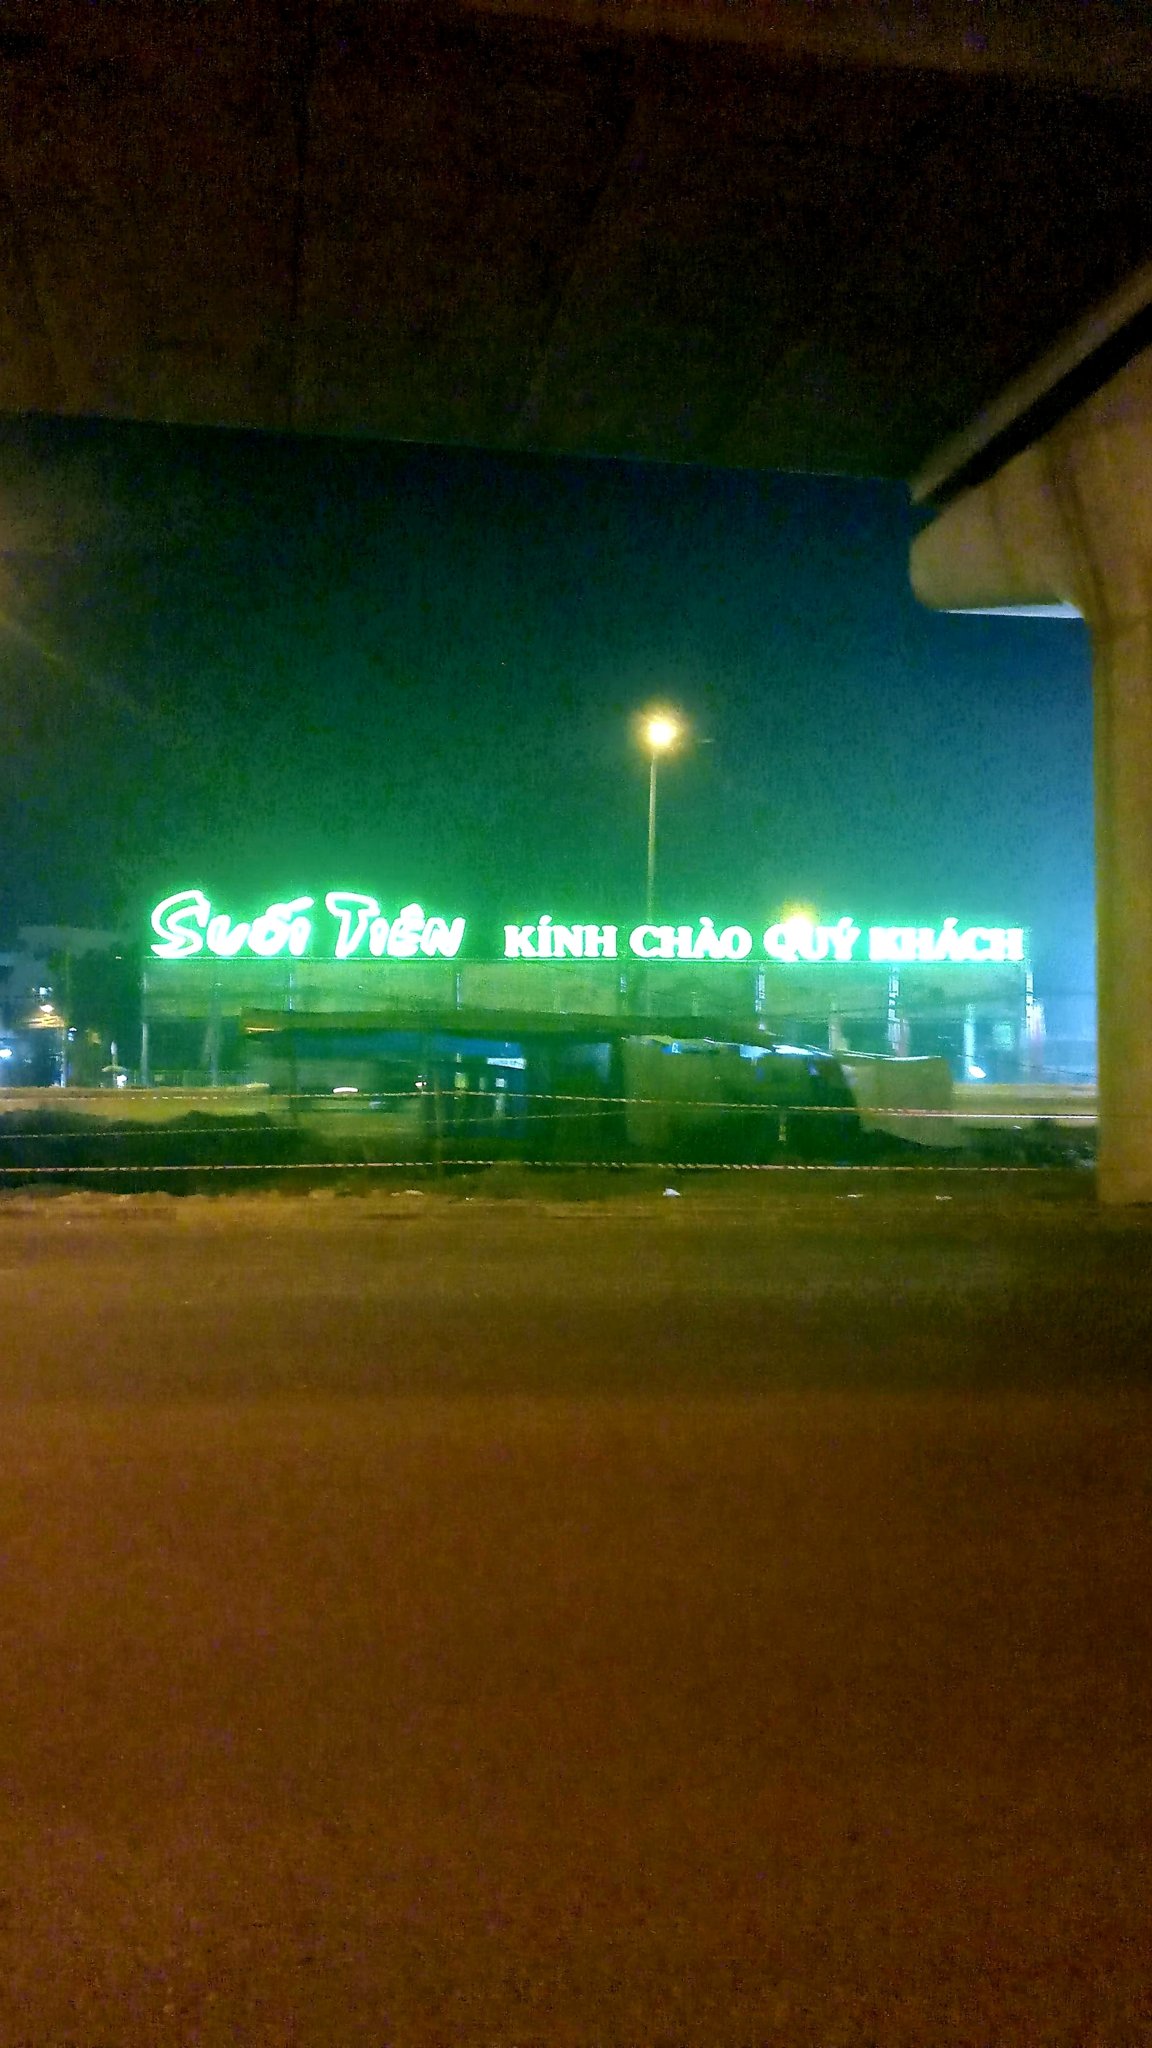 Suối Tiên KÍNH CHÀO QUÝ KHÁCH